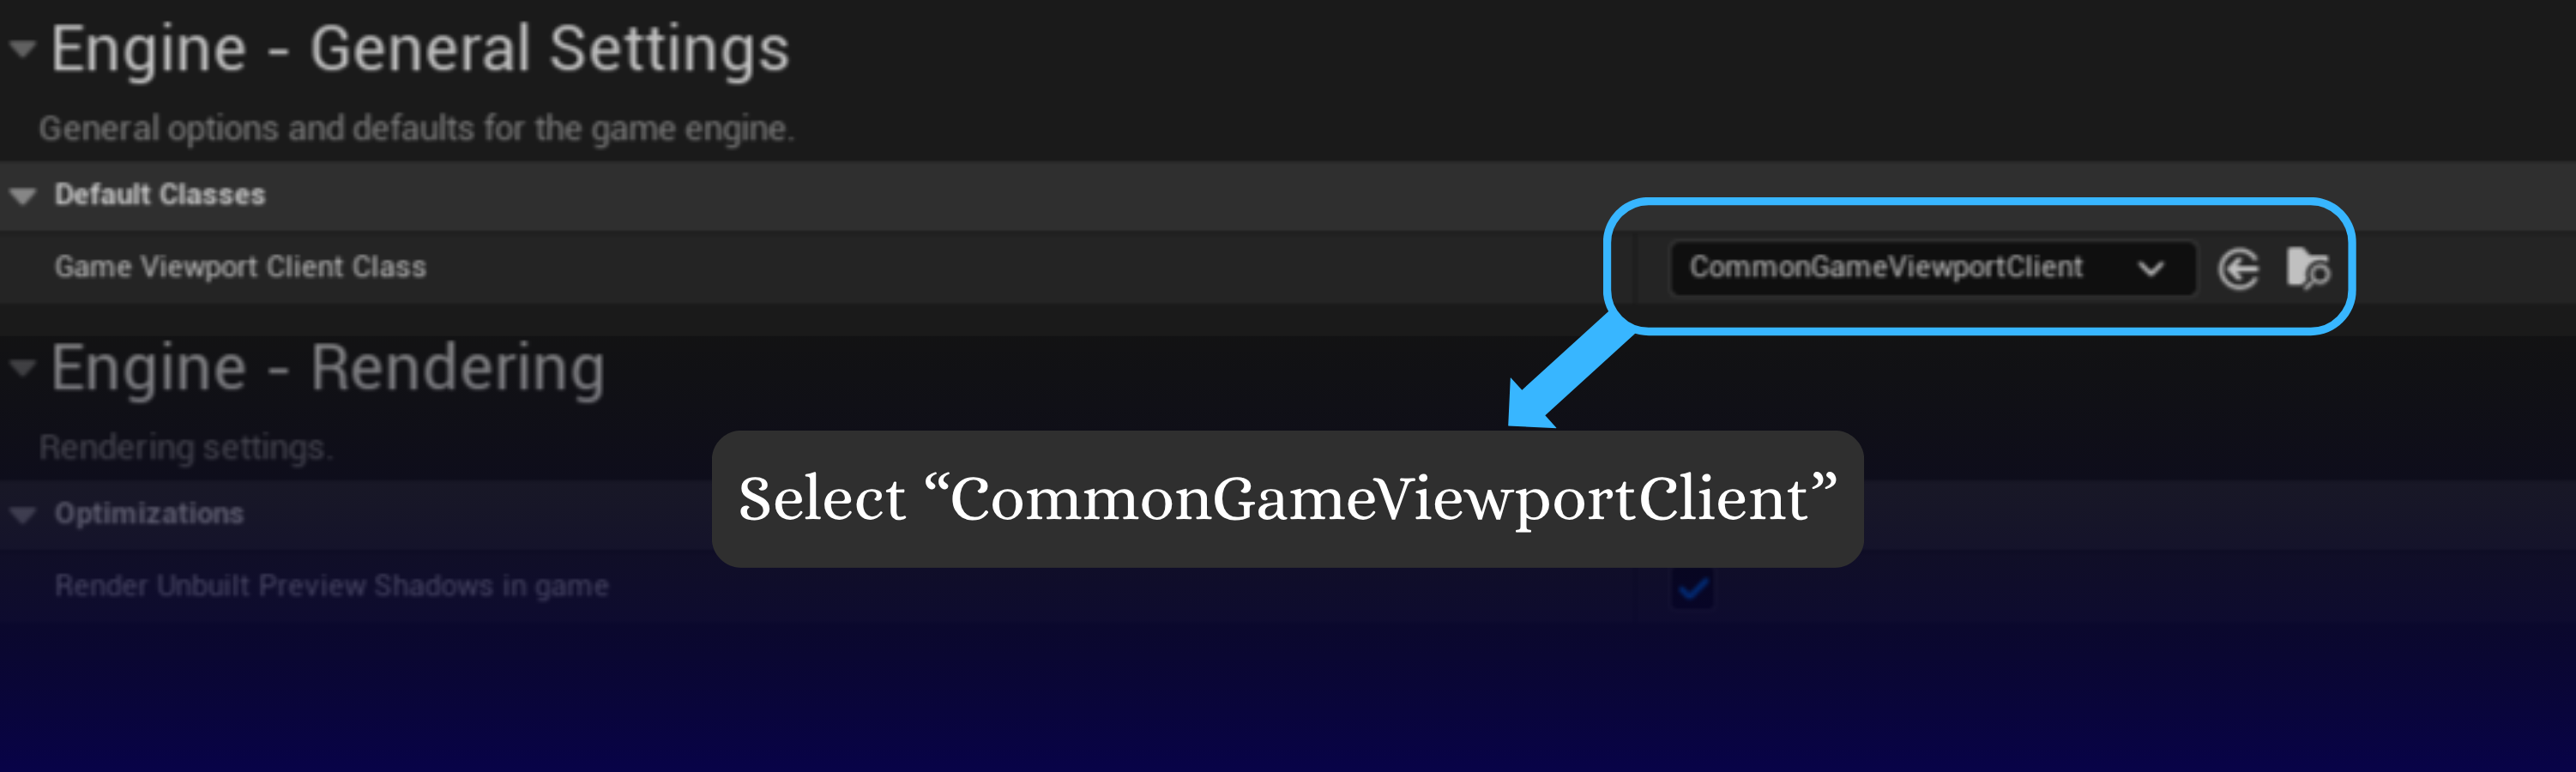 Engine - General Settings
General options and defaults for the game engine.
Default Classes
Game Viewport Client Class
CommonGameViewportClient
Engine - Rendering
Rendering settings.
Select “CommonGameViewportClient”
Optimizations
Render Unbuilt Preview Shadows in game